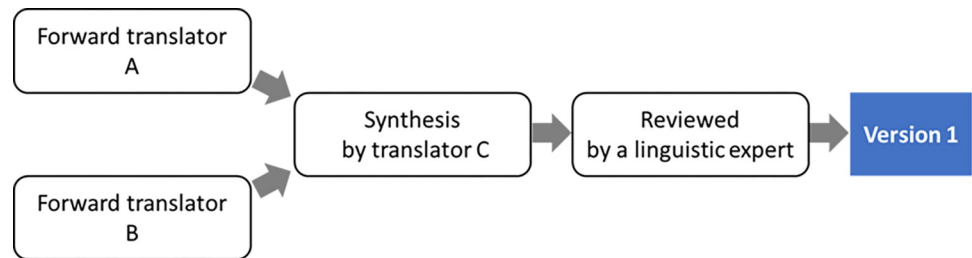 Forward translator
A
Forward translator
B
Synthesis
by translator C
Reviewed
by a linguistic expert
Version 1